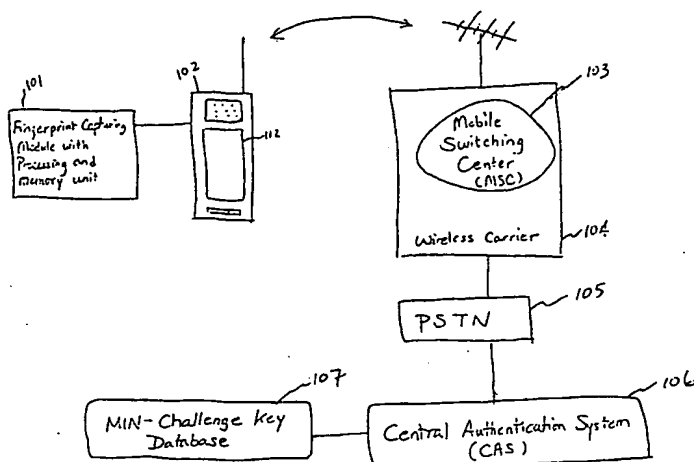 101
102
103
Fingerprint Capturing
Module with
Processing and
Memory unit
112
Mobile
Switching
Center
(MSC)
Wireless Carrier
104
PSTN
105
107
106
MIN-Challenge Key
Database
Central Authentication System
(CAS)